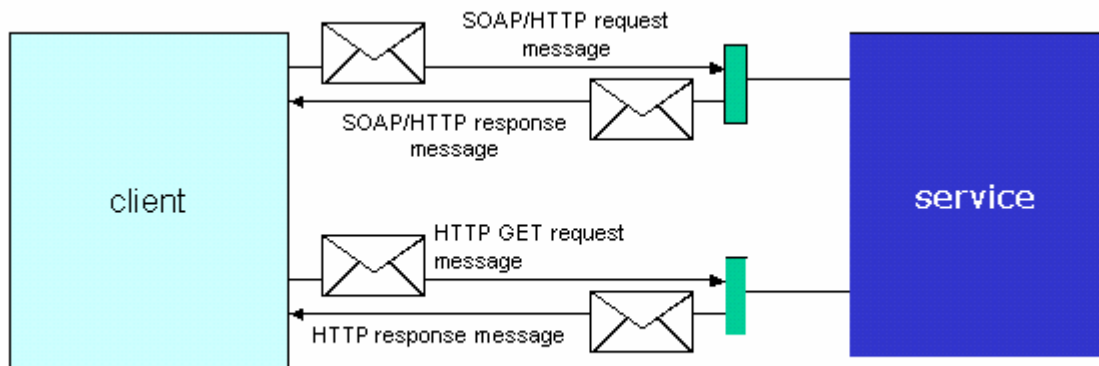 SOAP/HTTP request
message
SOAP/HTTP response
message
client
service
HTTP GET request
message
HTTP response message